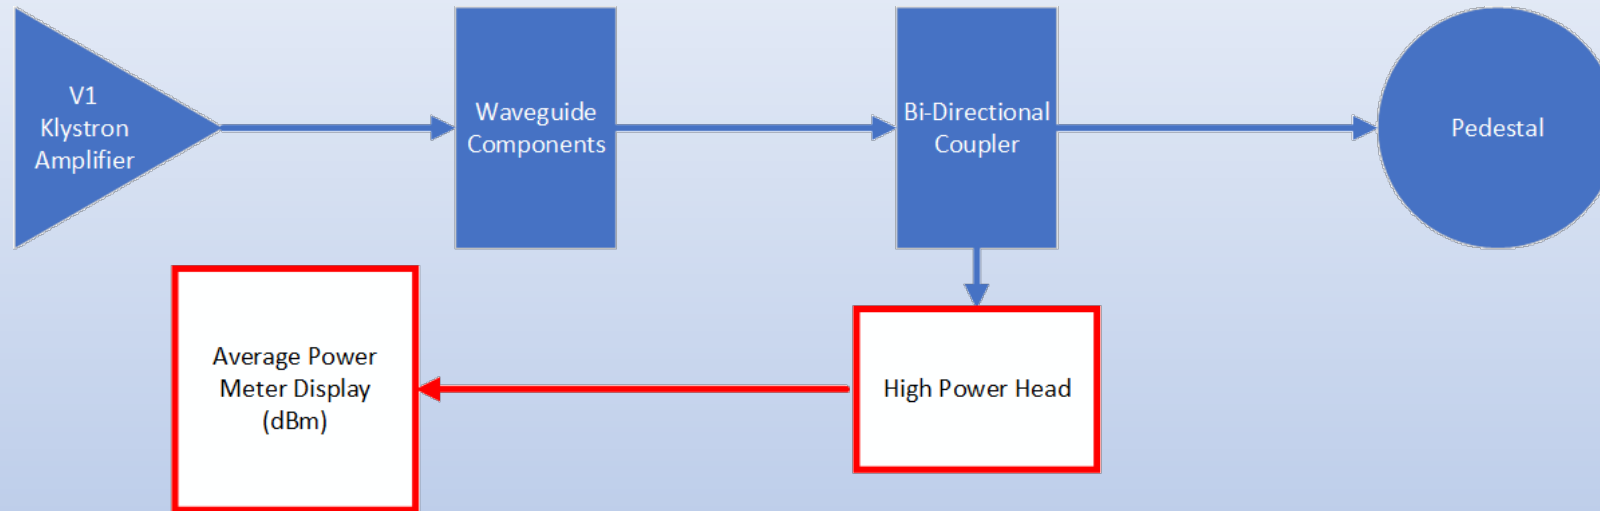 V1
Klystron
Amplifier
Waveguide
Components
Bi-Directional
Coupler
Pedestal
Average Power
Meter Display
(dBm)
High Power Head